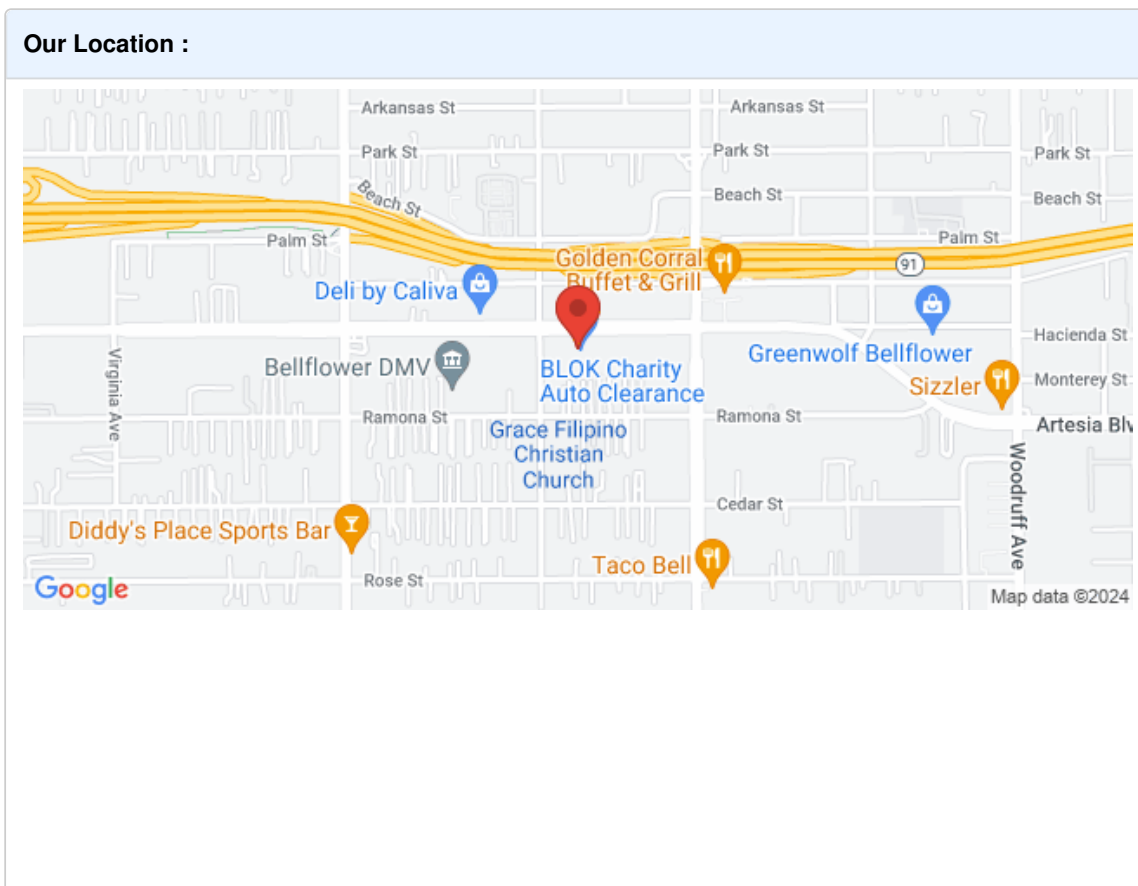 Our Location :
Arkansas St
Arkansas St
Park St
Park St
Park St
Beach St
Beach St
Beach St
Palm St
Palm St
Golden Corral
Buffet & Grill
91
Deli by Caliva
Bellflower DMV
BLOK Charity
Auto Clearance
Greenwolf Bellflower
Hacienda St
Sizzler
Monterey St
Virginia Ave
Ramona St
Ramona St
Artesia Blv
Grace Filipino
Christian
Church
Woodruff Ave
Cedar St
Diddy's Place Sports Bar
Taco Bell
Rose St
Google
Map data ©2024